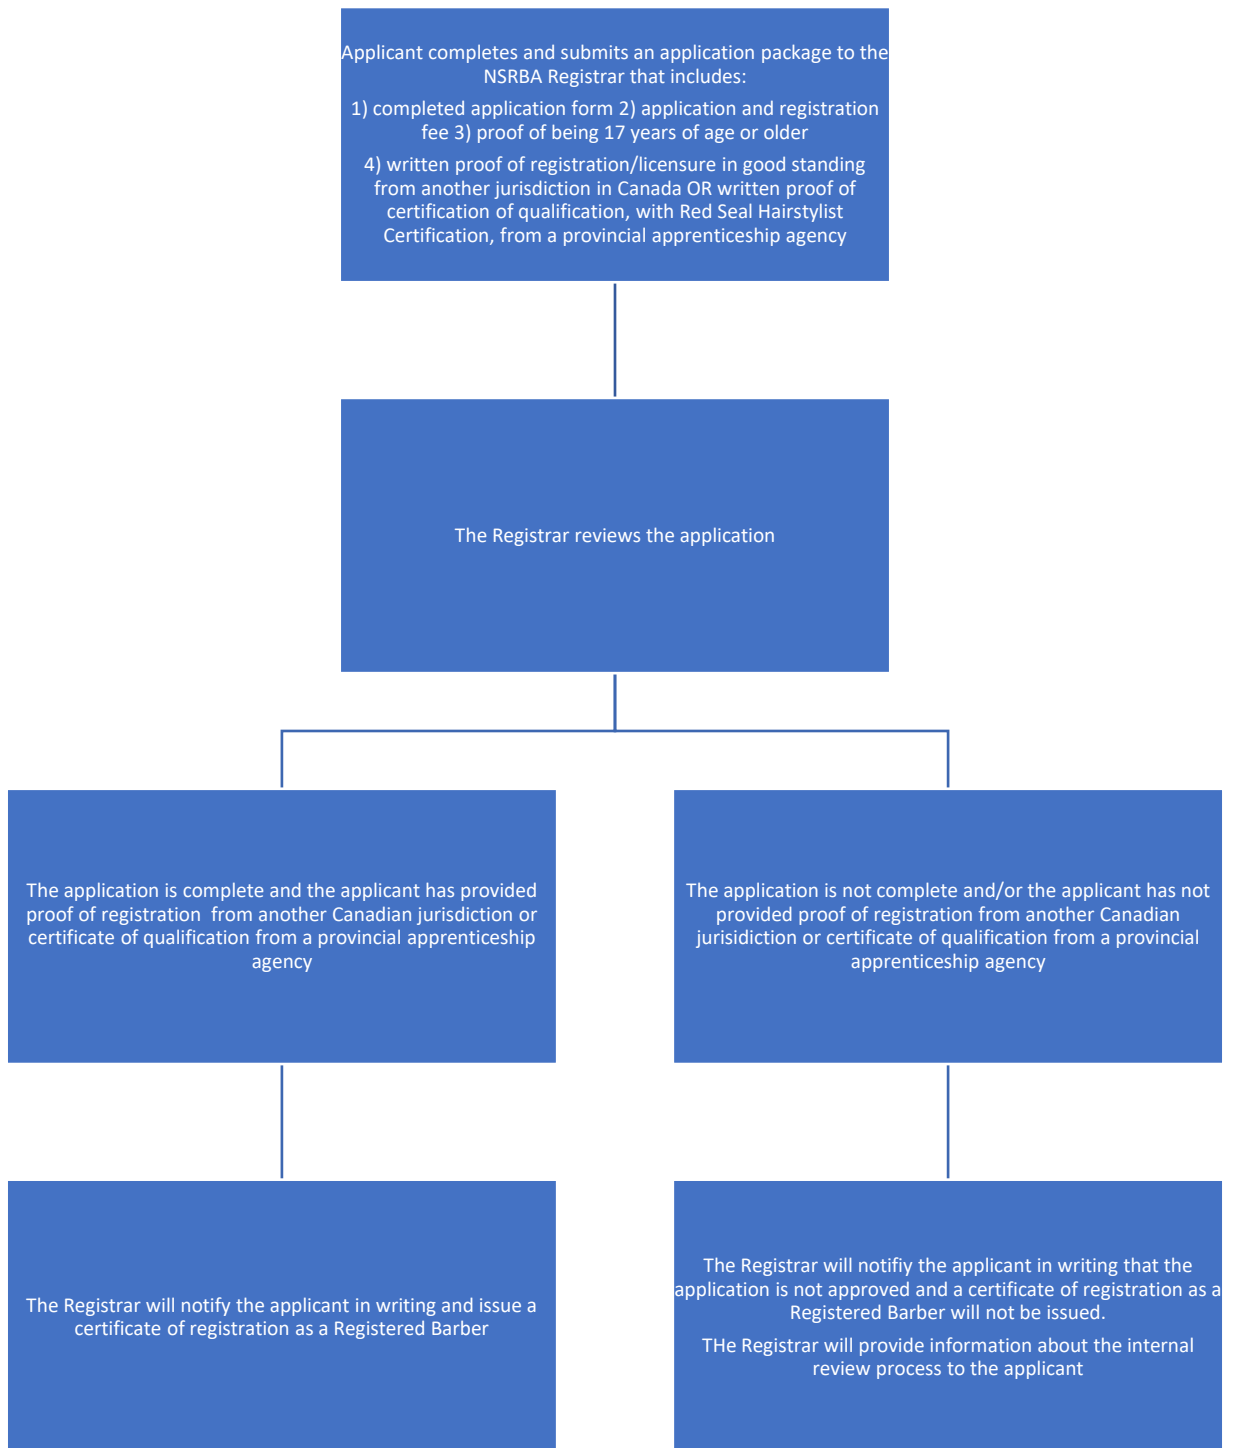 Applicant completes and submits an application package to the
NSRBA Registrar that includes:
1) completed application form 2) application and registration
fee 3) proof of being 17 years of age or older
4) written proof of registration/licensure in good standing
from another jurisdiction in Canada OR written proof of
certification of qualification, with Red Seal Hairstylist
Certification, from a provincial apprenticeship agency
The Registrar reviews the application
The application is complete and the applicant has provided
proof of registration  from another Canadian jurisdiction or
certificate of qualification from a provincial apprenticeship
agency
The application is not complete and/or the applicant has not
provided proof of registration from another Canadian
jurisidiction or certificate of qualification from a provincial
apprenticeship agency
The Registrar will notify the applicant in writing and issue a
certificate of registration as a Registered Barber
The Registrar will notifiy the applicant in writing that the
application is not approved and a certificate of registration as a
Registered Barber will not be issued.
THe Registrar will provide information about the internal
review process to the applicant